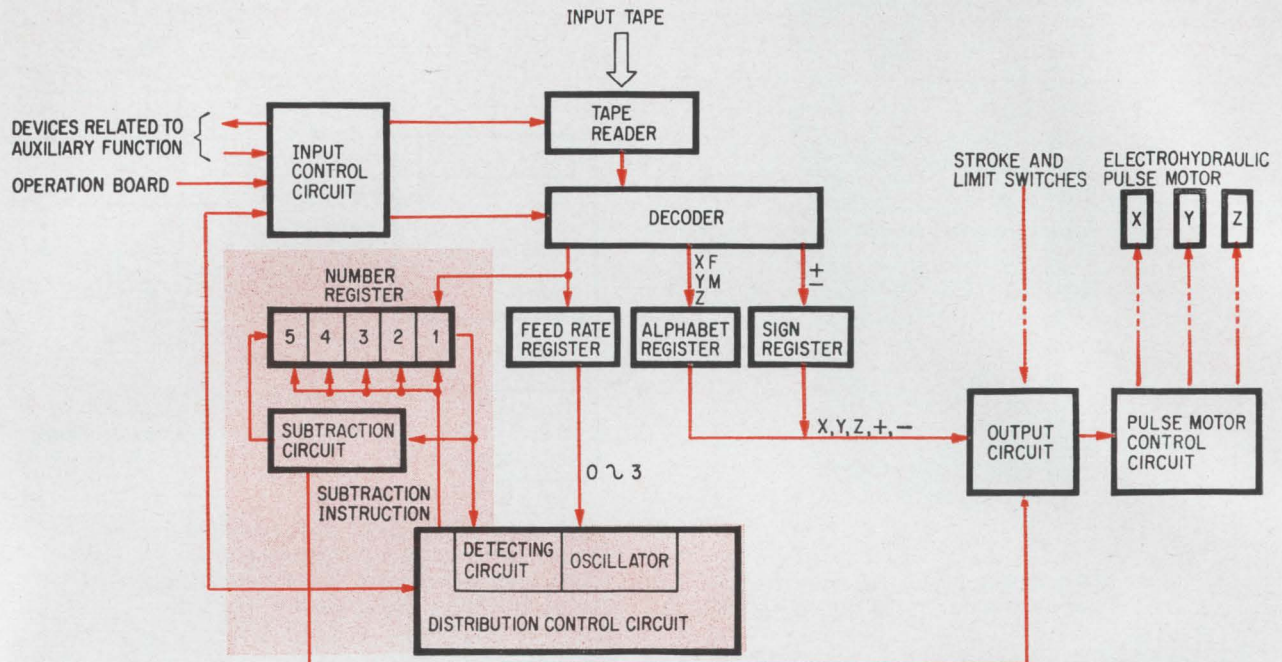 INPUT TAPE
TAPE
READER
DEVICES RELATED TO
AUXILIARY FUNCTION
INPUT
CONTROL
CIRCUIT
OPERATION BOARD
STROKE AND
LIMIT SWITCHES
ELECTROHYDRAULIC
PULSE MOTOR
X
Y
Z
DECODER
X F
Y M
Z
+
−
NUMBER
REGISTER
5 4 3 2 1
FEED RATE
REGISTER
ALPHABET
REGISTER
SIGN
REGISTER
SUBTRACTION
CIRCUIT
X,Y,Z,+,−
OUTPUT
CIRCUIT
PULSE MOTOR
CONTROL
CIRCUIT
0 ~ 3
SUBTRACTION
INSTRUCTION
DETECTING
CIRCUIT
OSCILLATOR
DISTRIBUTION CONTROL CIRCUIT